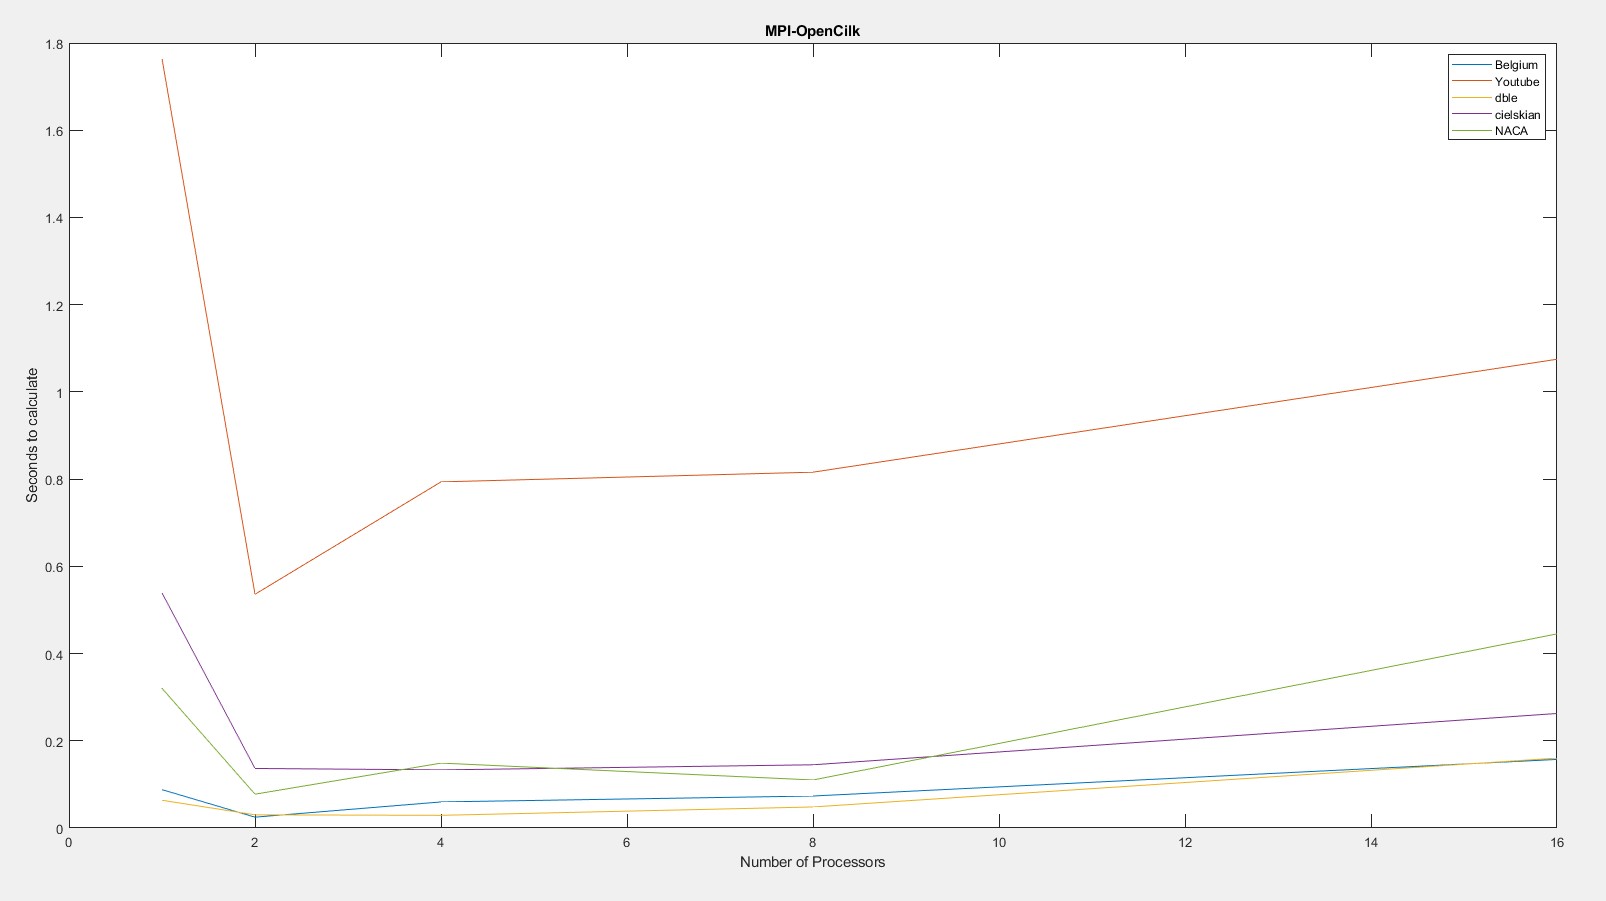 MPI-OpenCilk
1.8
1.6
1.4
1.2
1
0.8
0.6
0.4
0.2
0
Seconds to calculate
Belgium
Youtube
dble
cielskian
NACA
0 2 4 6 8 10 12 14 16
Number of Processors